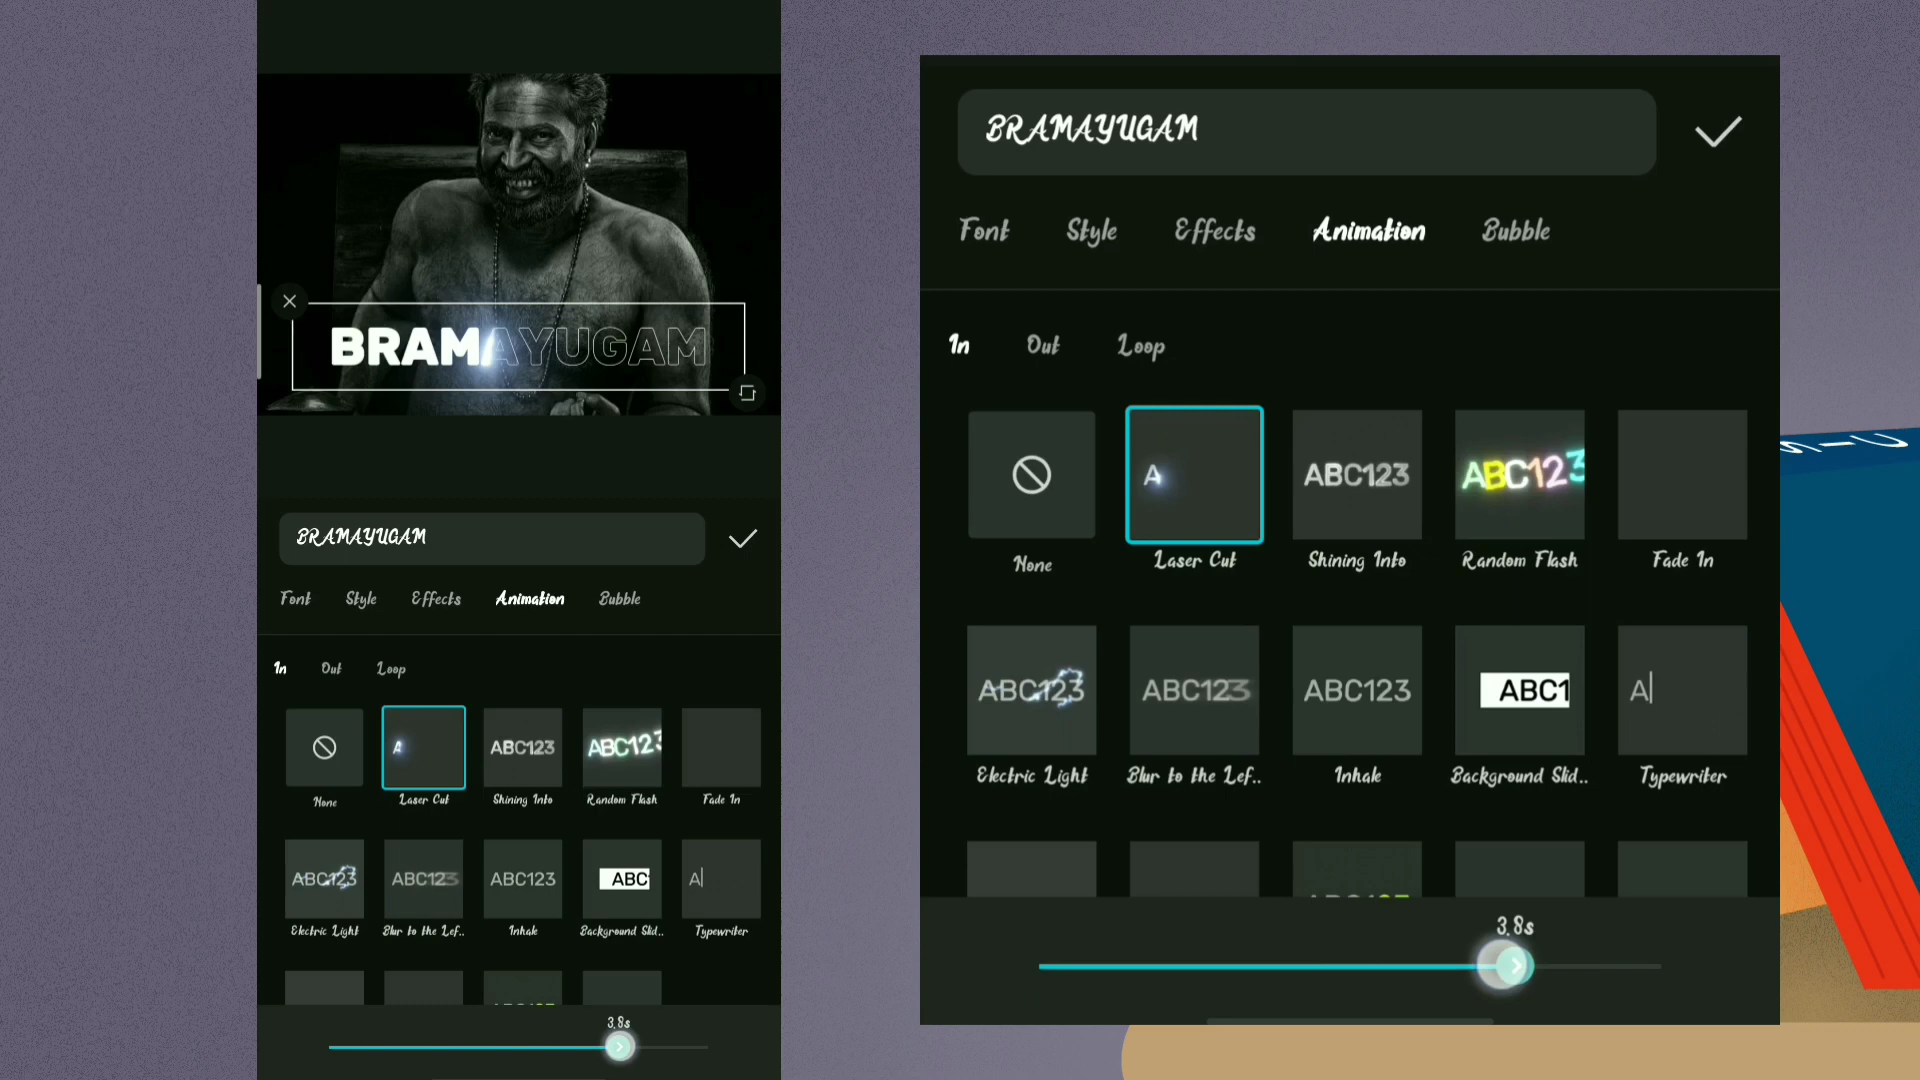 BRAMAYUGAM
BRAMAYUGAM
Font Style Effects Animation Bubble
In Out Loop
A ABC123 ABC123
None Laser Cut Shining Into Random Flash Fade In
ABC123 ABC123 ABC123 ABC A
Electric Light Blur to the Lef.. Inhale Background Slid.. Typewriter
3.8s
BRAMAYUGAM
Font Style Effects Animation Bubble
In Out Loop
A ABC123 ABC123
None Laser Cut Shining Into Random Flash Fade In
ABC123 ABC123 ABC123 ABC1 A
Electric Light Blur to the Lef.. Inhale Background Slid.. Typewriter
3.8s